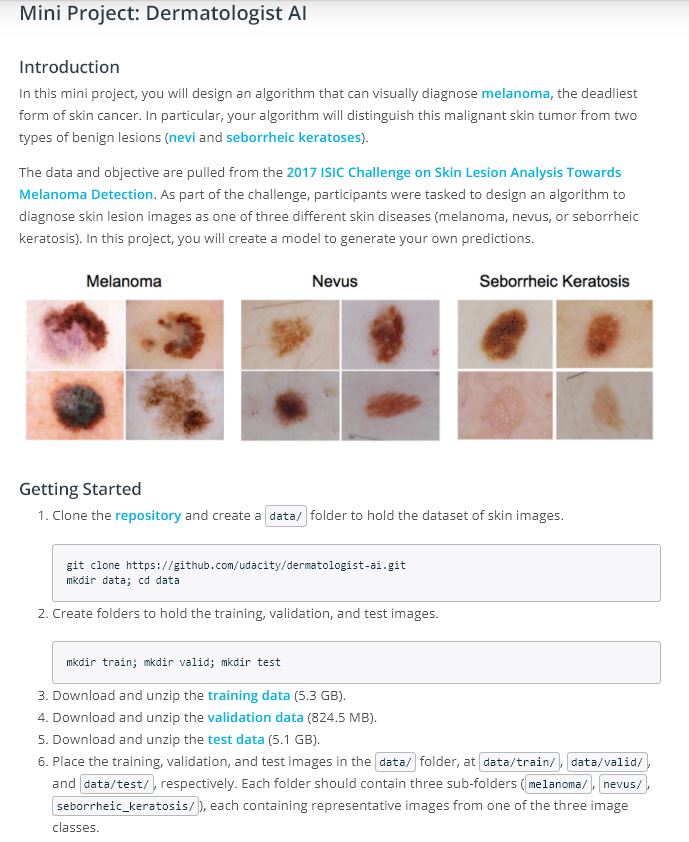 Mini Project: Dermatologist AI
Introduction
In this mini project, you will design an algorithm that can visually diagnose melanoma, the deadliest
form of skin cancer. In particular, your algorithm will distinguish this malignant skin tumor from two
types of benign lesions (nevi and seborrheic keratoses).
The data and objective are pulled from the 2017 ISIC Challenge on Skin Lesion Analysis Towards
Melanoma Detection. As part of the challenge, participants were tasked to design an algorithm to
diagnose skin lesion images as one of three different skin diseases (melanoma, nevus, or seborrheic
keratosis). In this project, you will create a model to generate your own predictions.
Melanoma Nevus Seborrheic Keratosis
Getting Started
1. Clone the repository and create a data/ folder to hold the dataset of skin images.
git clone https://github.com/udacity/dermatologist-ai.git
mkdir data; cd data
2. Create folders to hold the training, validation, and test images.
mkdir train; mkdir valid; mkdir test
3. Download and unzip the training data (5.3 GB).
4. Download and unzip the validation data (824.5 MB).
5. Download and unzip the test data (5.1 GB).
6. Place the training, validation, and test images in the data/ folder, at data/train/, data/valid/,
and data/test/, respectively. Each folder should contain three sub-folders (melanoma/, nevus/,
seborrheic_keratosis/), each containing representative images from one of the three image
classes.